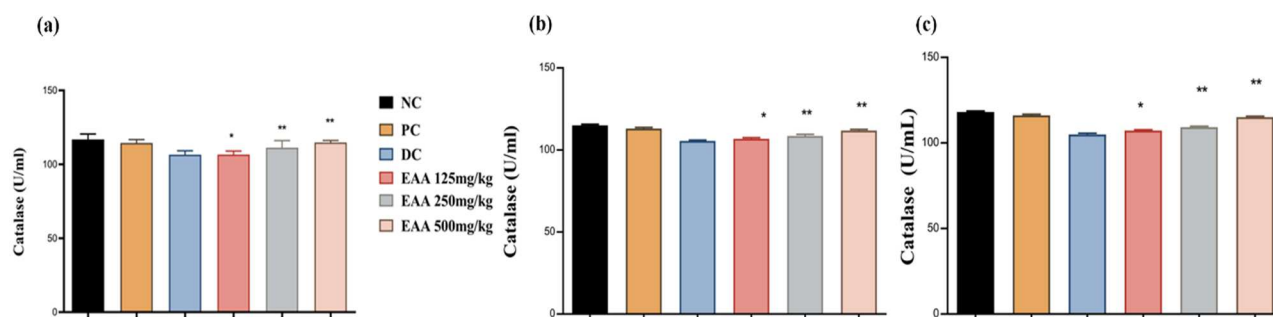 (a)
Catalase (U/ml)
150
100
50
0
*
**
**
NC
PC
DC
EAA 125mg/kg
EAA 250mg/kg
EAA 500mg/kg
(b)
Catalase (U/ml)
150
100
50
0
*
**
**
(c)
Catalase (U/mL)
150
100
50
0
*
**
**